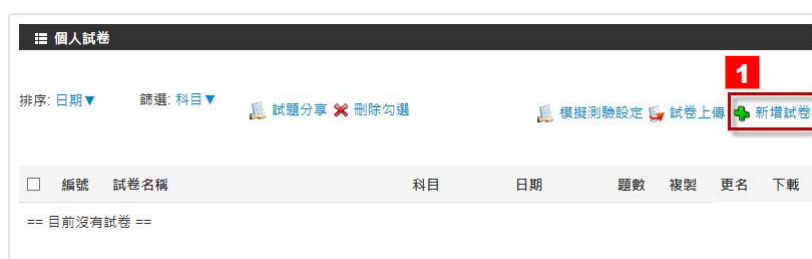 個人試卷
1
排序: 日期▼ 篩選: 科目▼ 試題分享 刪除勾選 模擬測驗設定 試卷上傳 新增試卷
編號 試卷名稱 科目 日期 題數 複製 更名 下載
== 目前沒有試卷 ==